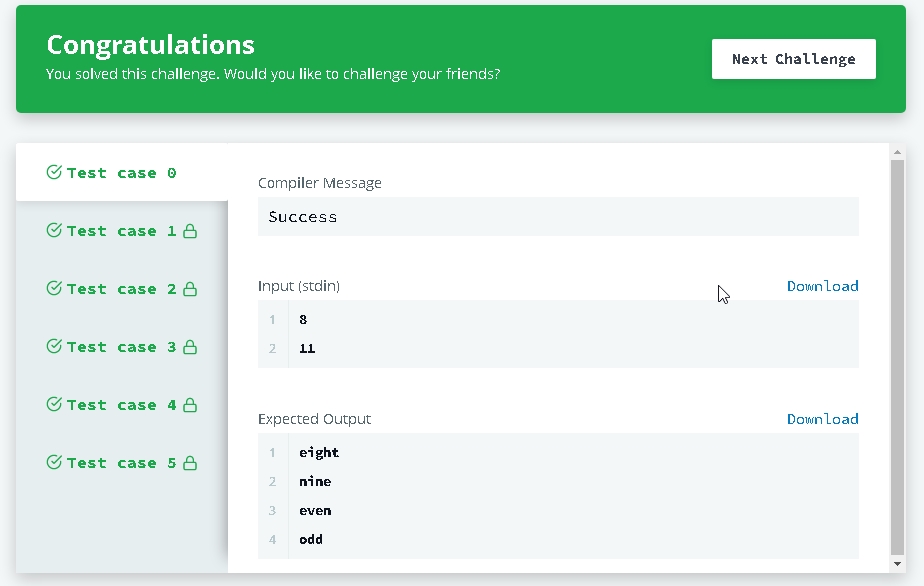 Congratulations
You solved this challenge. Would you like to challenge your friends?
Next Challenge
Test case 0
Test case 1
Test case 2
Test case 3
Test case 4
Test case 5
Compiler Message
Success
Input (stdin)
Download
1 8
2 11
Expected Output
Download
1 eight
2 nine
3 even
4 odd